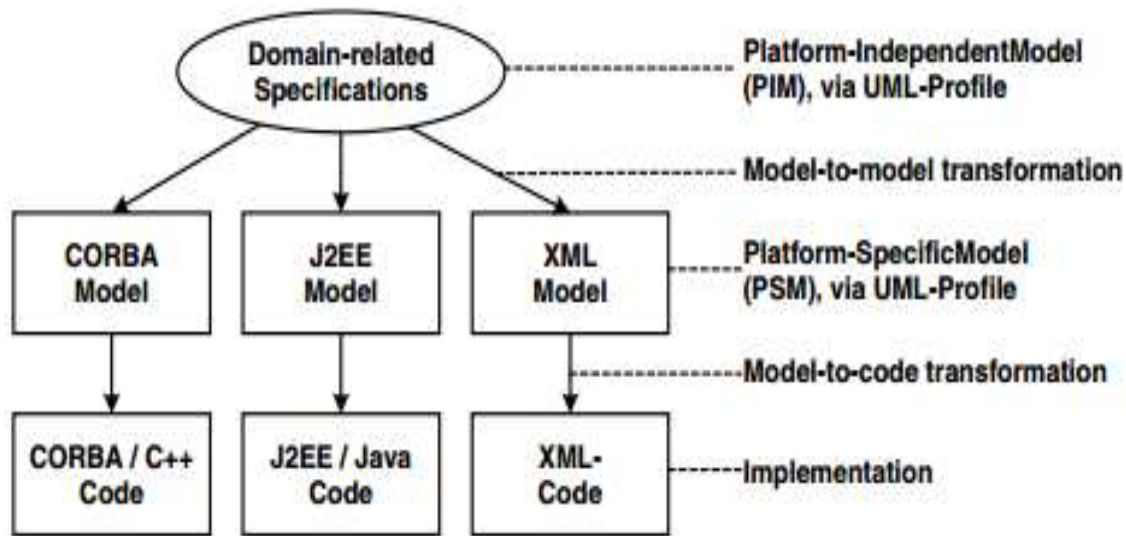 Domain-related
Specifications
Platform-IndependentModel
(PIM), via UML-Profile
Model-to-model transformation
CORBA
Model
J2EE
Model
XML
Model
Platform-SpecificModel
(PSM), via UML-Profile
Model-to-code transformation
CORBA / C++
Code
J2EE / Java
Code
XML-
Code
Implementation